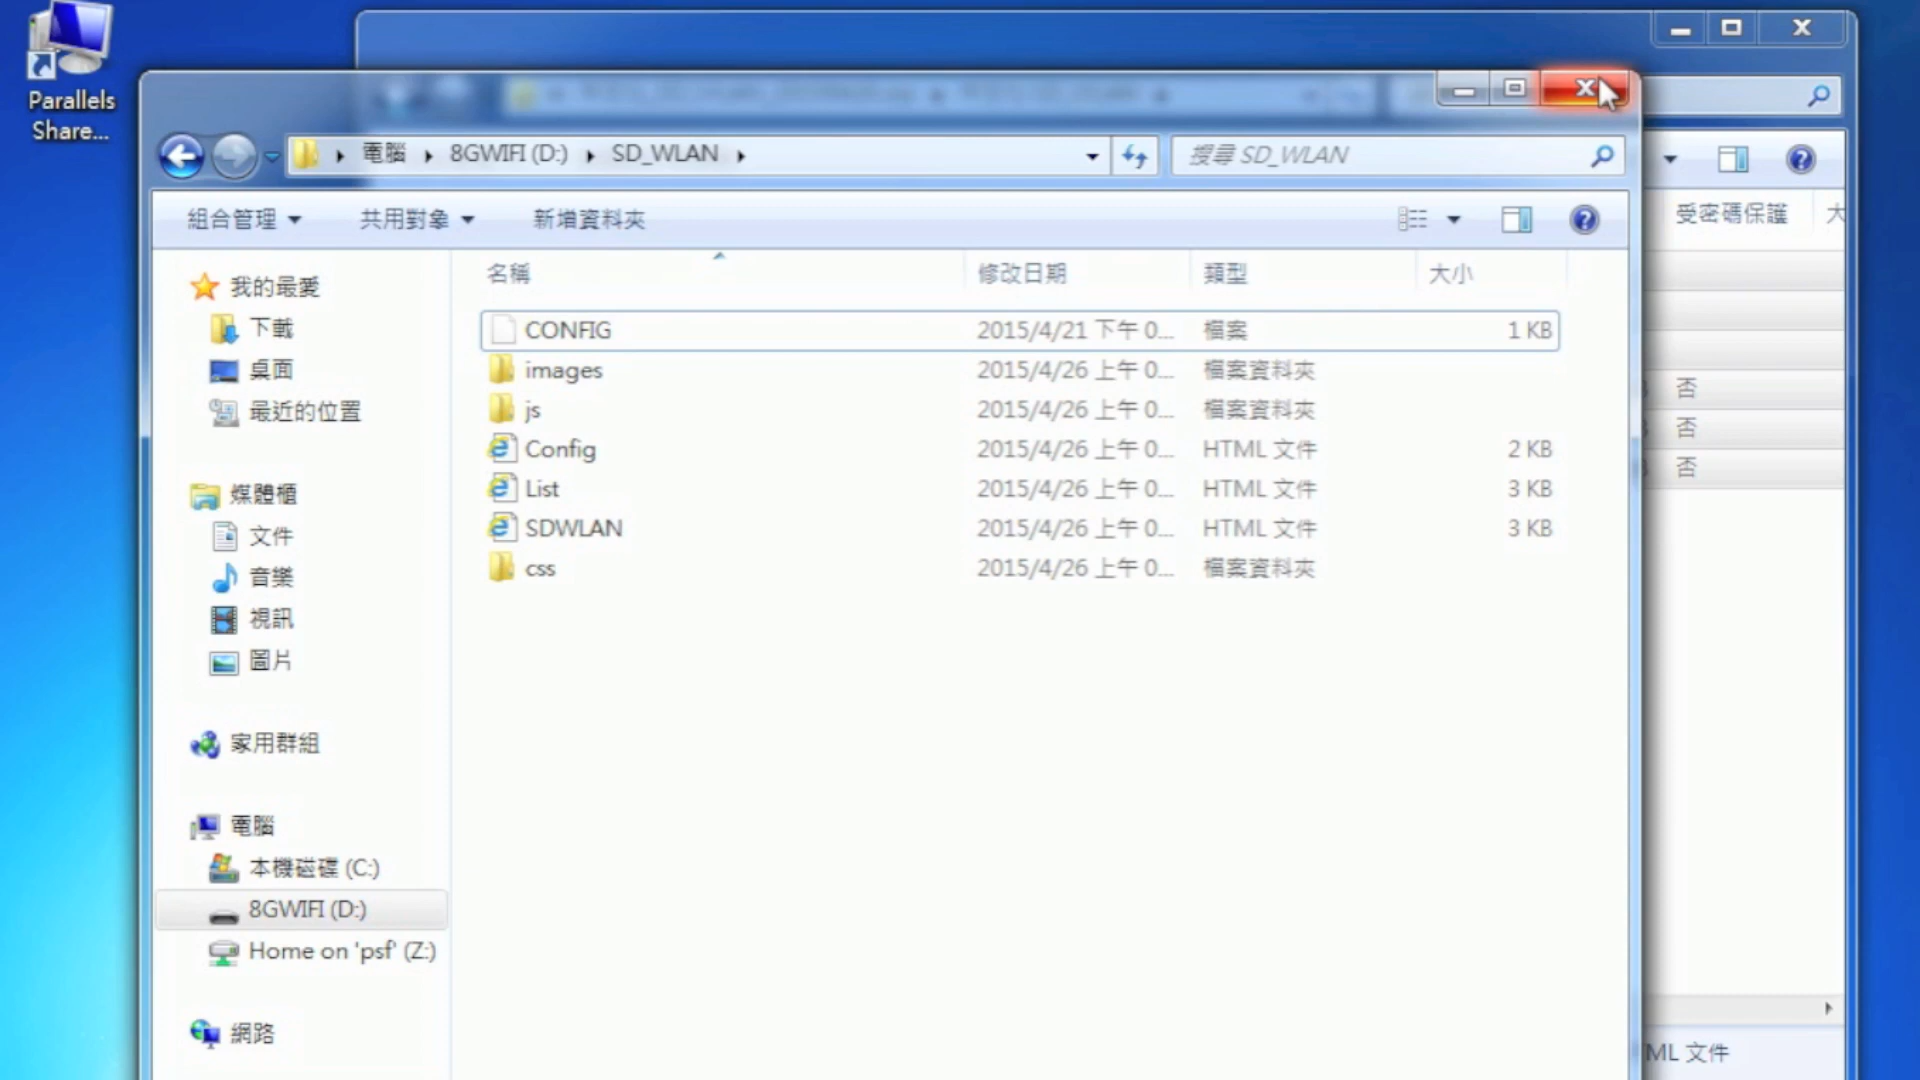 Parallels
Share...
電腦 8GWIFI (D:) SD_WLAN
搜尋 SD_WLAN
組合管理 共用對象 新增資料夾
受密碼保護 大
名稱 修改日期 類型 大小
CONFIG 2015/4/21 下午 0... 檔案 1 KB
images 2015/4/26 上午 0... 檔案資料夾
js 2015/4/26 上午 0... 檔案資料夾
Config 2015/4/26 上午 0... HTML 文件 2 KB
List 2015/4/26 上午 0... HTML 文件 3 KB
SDWLAN 2015/4/26 上午 0... HTML 文件 3 KB
css 2015/4/26 上午 0... 檔案資料夾
否
否
否
我的最愛
下載
桌面
最近的位置
媒體櫃
文件
音樂
視訊
圖片
家用群組
電腦
本機磁碟 (C:)
8GWIFI (D:)
Home on 'psf' (Z:)
網路
ML 文件